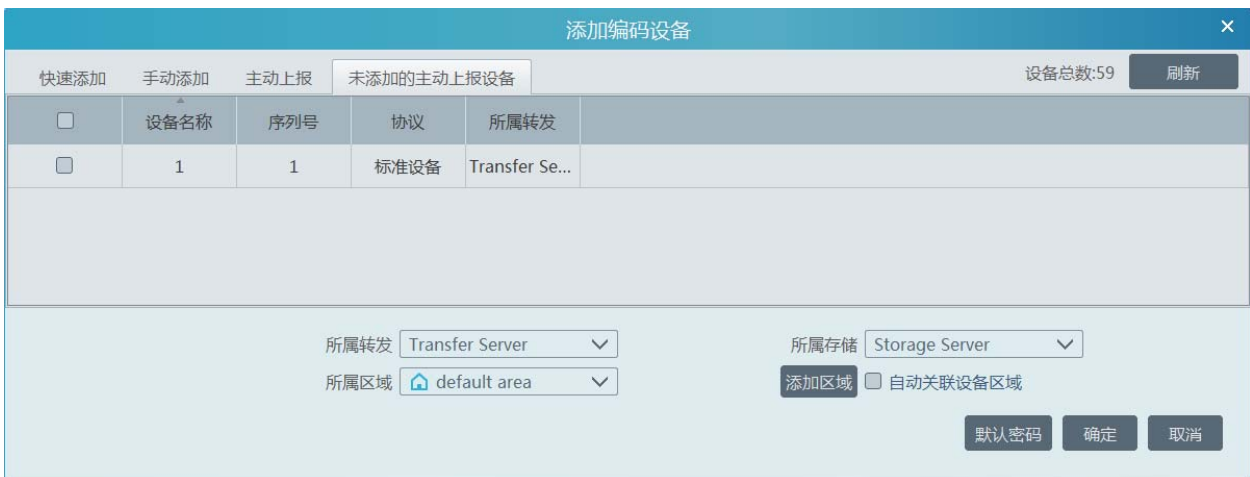 添加编码设备
快速添加 手动添加 主动上报 未添加的主动上报设备 设备总数:59 刷新
设备名称 序列号 协议 所属转发
1 1 标准设备 Transfer Se...
所属转发 Transfer Server 所属存储 Storage Server
所属区域 default area 添加区域 自动关联设备区域
默认密码 确定 取消